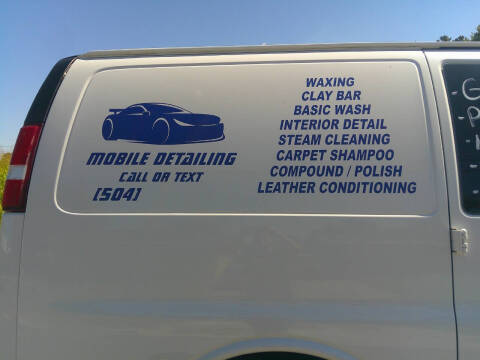 MOBILE DETAILING
CALL OR TEXT
(504)
WAXING
CLAY BAR
BASIC WASH
INTERIOR DETAIL
STEAM CLEANING
CARPET SHAMPOO
COMPOUND / POLISH
LEATHER CONDITIONING